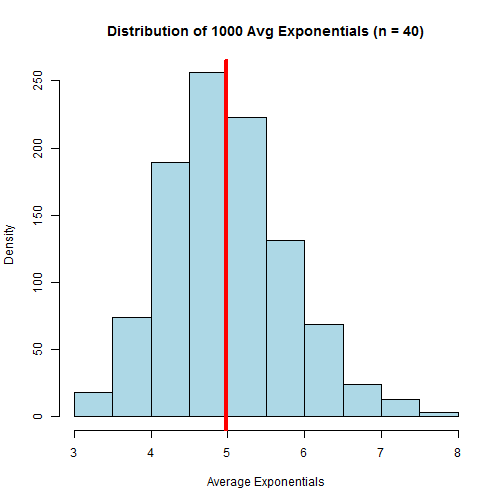 Distribution of 1000 Avg Exponentials (n = 40)
250
200
150
100
50
0
Density
3 4 5 6 7 8
Average Exponentials